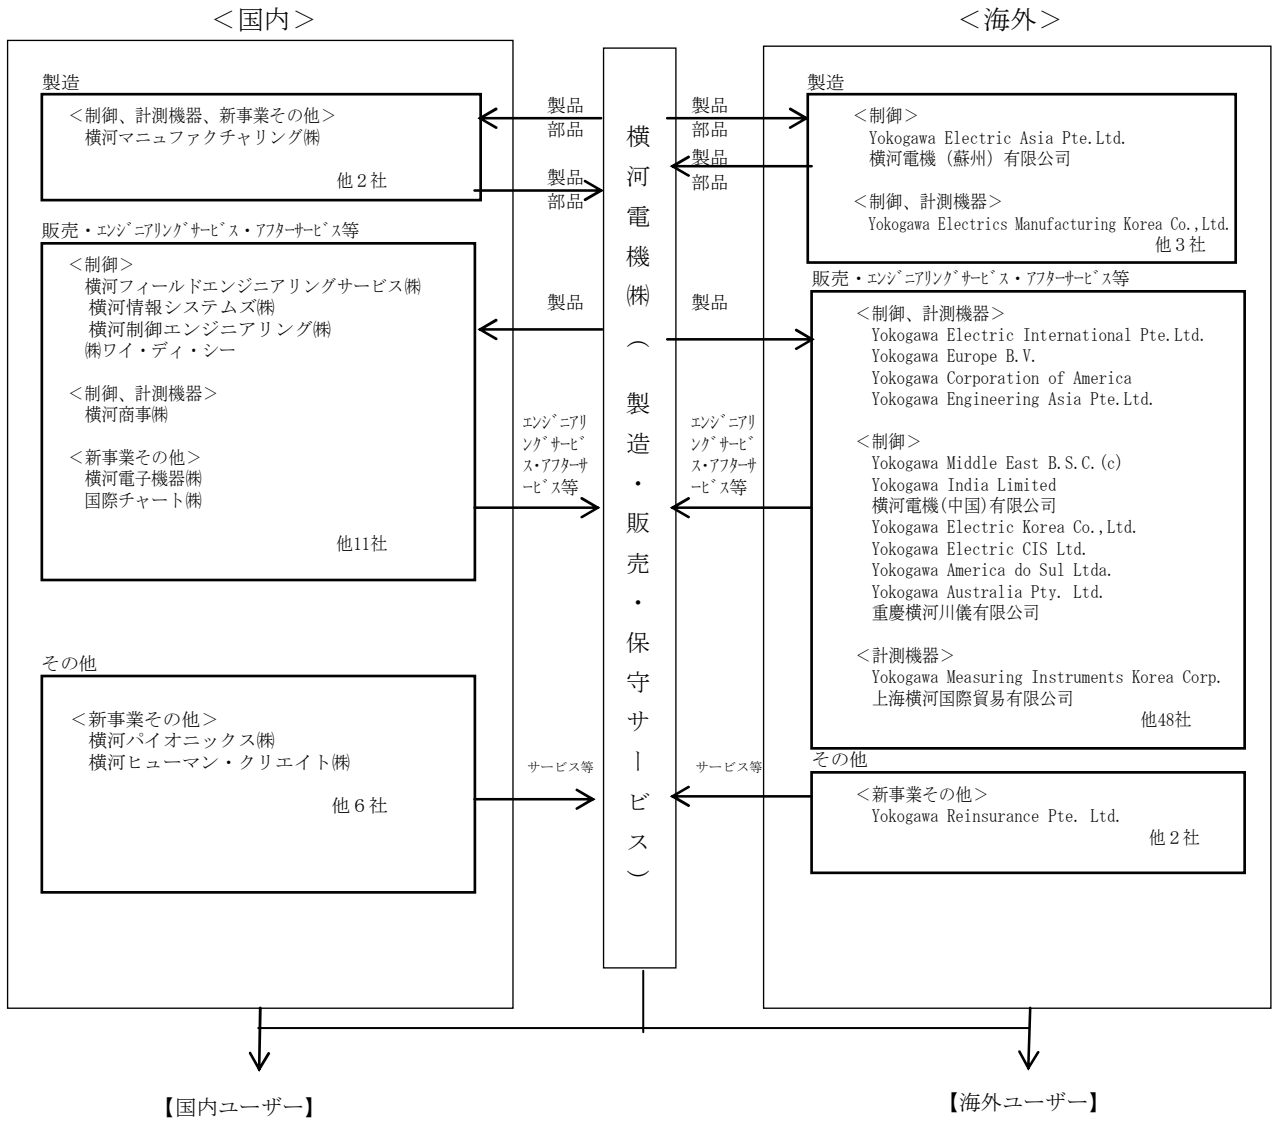 ＜国内＞
製造
＜制御、計測機器、新事業その他＞
横河マニュファクチャリング㈱
他２社
販売・ｴﾝｼﾞﾆｱﾘﾝｸﾞｻｰﾋﾞｽ・ｱﾌﾀｰｻｰﾋﾞｽ等
＜制御＞
横河フィールドエンジニアリングサービス㈱
横河情報システムズ㈱
横河制御エンジニアリング㈱
㈱ワイ・ディ・シー
＜制御、計測機器＞
横河商事㈱
＜新事業その他＞
横河電子機器㈱
国際チャート㈱
他11社
その他
＜新事業その他＞
横河パイオニックス㈱
横河ヒューマン・クリエイト㈱
他６社
製品
部品
製品
部品
製品
ｴﾝｼﾞﾆｱﾘ
ﾝｸﾞｻｰﾋﾞ
ｽ・ｱﾌﾀｰｻ
ｰﾋﾞｽ等
サービス等
横河電機㈱（製造・販売・保守サービス）
製品
部品
製品
部品
製品
ｴﾝｼﾞﾆｱﾘ
ﾝｸﾞｻｰﾋﾞ
ｽ・ｱﾌﾀｰｻ
ｰﾋﾞｽ等
サービス等
＜海外＞
製造
＜制御＞
Yokogawa Electric Asia Pte.Ltd.
横河電機（蘇州）有限公司
＜制御、計測機器＞
Yokogawa Electrics Manufacturing Korea Co.,Ltd.
他３社
販売・ｴﾝｼﾞﾆｱﾘﾝｸﾞｻｰﾋﾞｽ・ｱﾌﾀｰｻｰﾋﾞｽ等
＜制御、計測機器＞
Yokogawa Electric International Pte.Ltd.
Yokogawa Europe B.V.
Yokogawa Corporation of America
Yokogawa Engineering Asia Pte.Ltd.
＜制御＞
Yokogawa Middle East B.S.C.(c)
Yokogawa India Limited
横河電機(中国)有限公司
Yokogawa Electric Korea Co.,Ltd.
Yokogawa Electric CIS Ltd.
Yokogawa America do Sul Ltda.
Yokogawa Australia Pty. Ltd.
重慶横河川儀有限公司
＜計測機器＞
Yokogawa Measuring Instruments Korea Corp.
上海横河国際貿易有限公司
他48社
その他
＜新事業その他＞
Yokogawa Reinsurance Pte. Ltd.
他２社
【国内ユーザー】
【海外ユーザー】